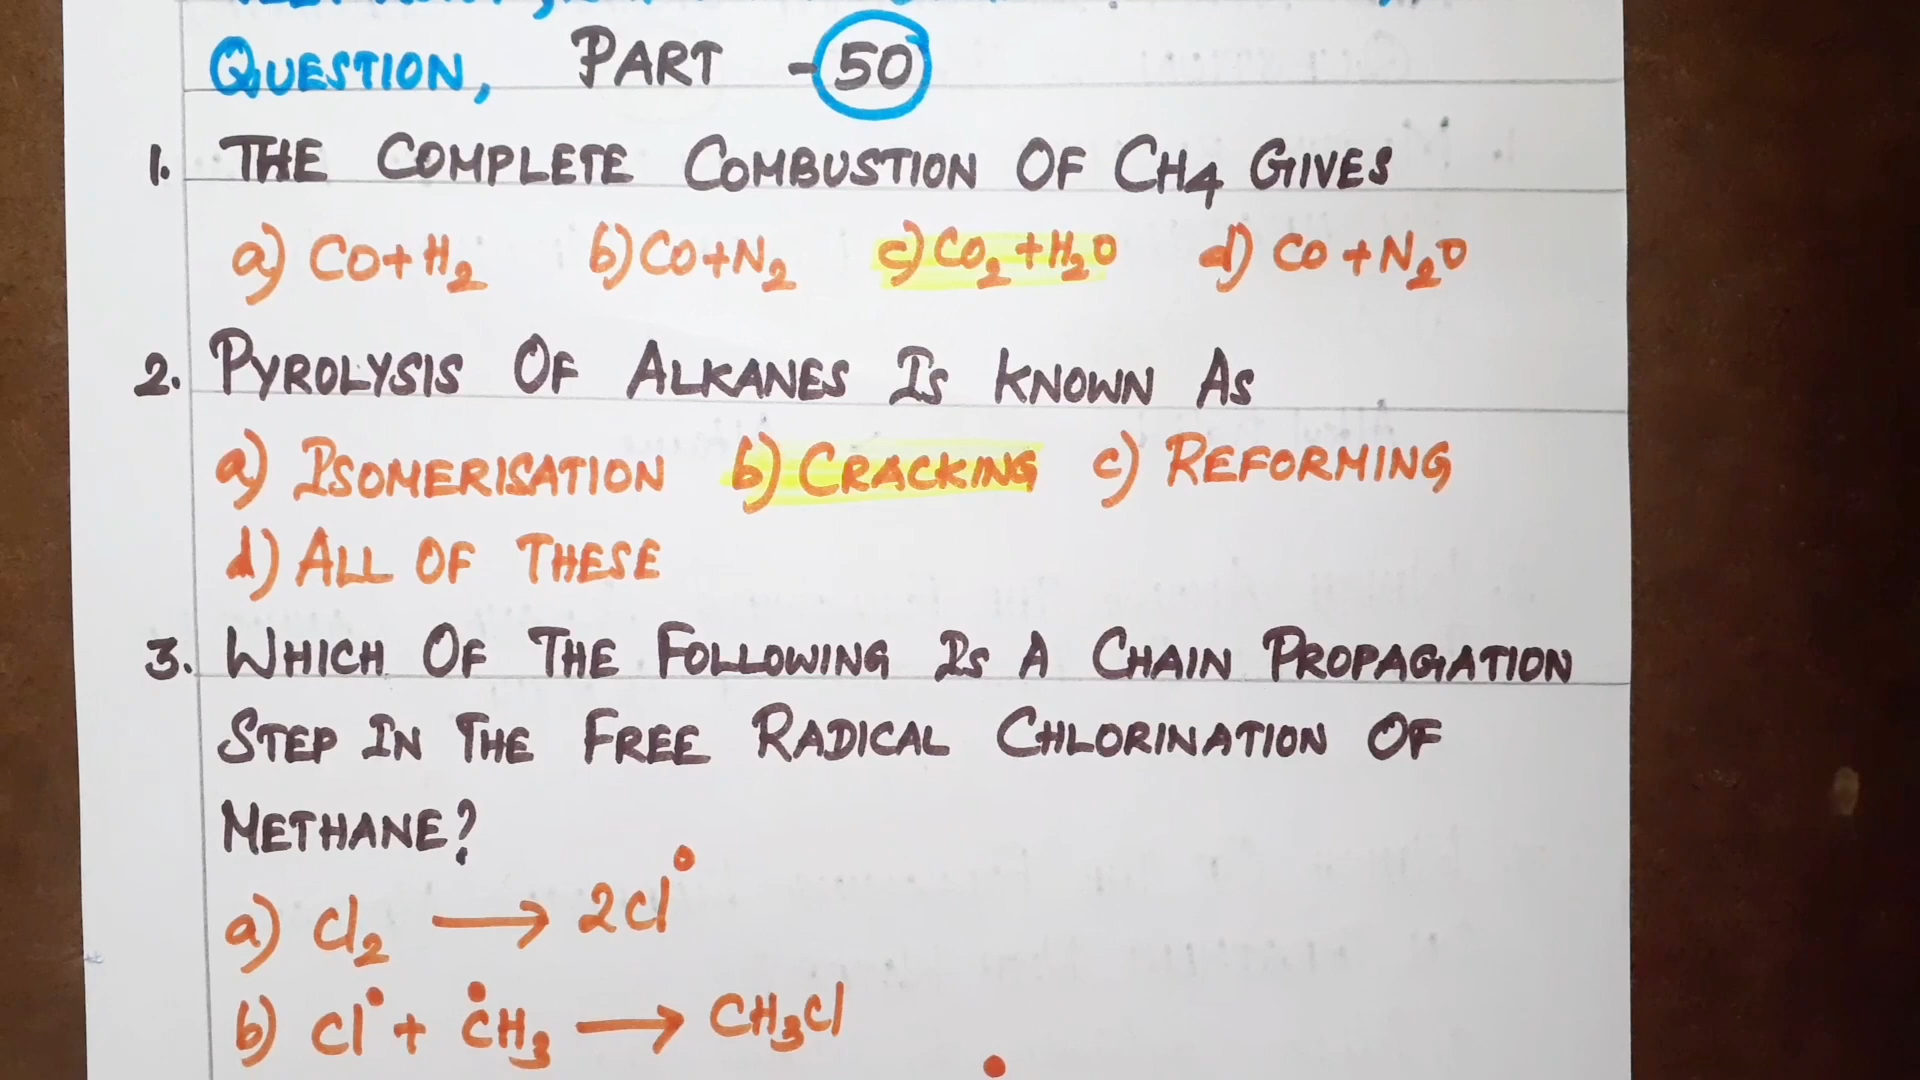 QUESTION, PART - 50
1. THE COMPLETE COMBUSTION OF CH4 GIVES
a) CO+H2 b) CO+N2 c) CO2+H2O d) CO+N2O
2. PYROLYSIS OF ALKANES IS KNOWN AS
a) ISOMERISATION b) CRACKING c) REFORMING
d) ALL OF THESE
3. WHICH OF THE FOLLOWING IS A CHAIN PROPAGATION
STEP IN THE FREE RADICAL CHLORINATION OF
METHANE?
a) Cl2 → 2Cl•
b) Cl• + •CH3 → CH3Cl